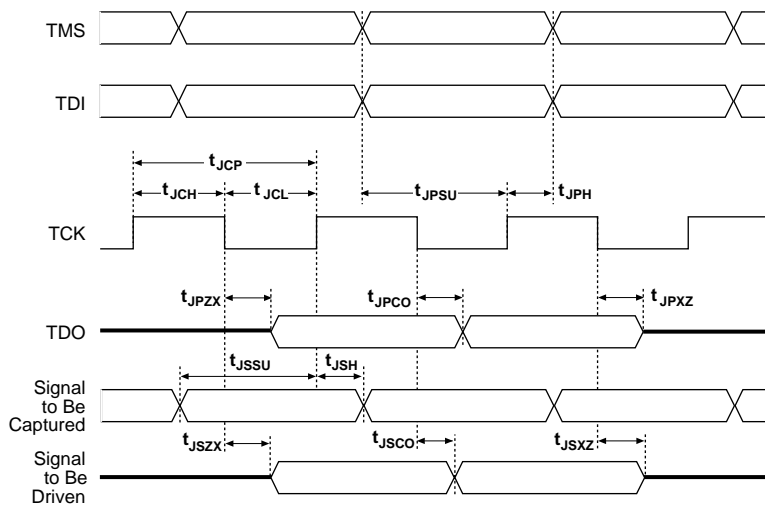 TMS
TDI
tJCP
tJCH
tJCL
tJPSU
tJPH
TCK
tJPZX
tJPCO
tJPXZ
TDO
tJSSU
tJSH
Signal
to Be
Captured
tJSZX
tJSCO
tJSXZ
Signal
to Be
Driven